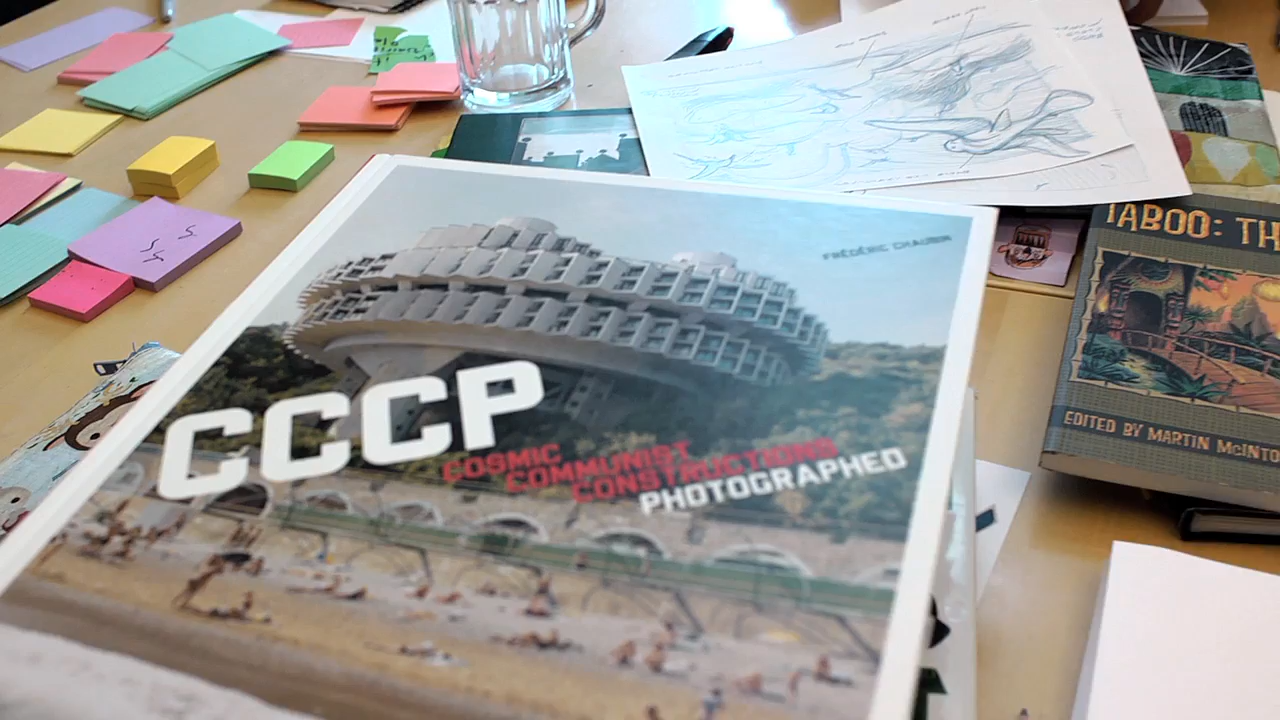 FRÉDÉRIC CHAUBIN
CCCP
COSMIC
COMMUNIST
CONSTRUCTIONS
PHOTOGRAPHED
TABOO: TH
EDITED BY MARTIN McINTO